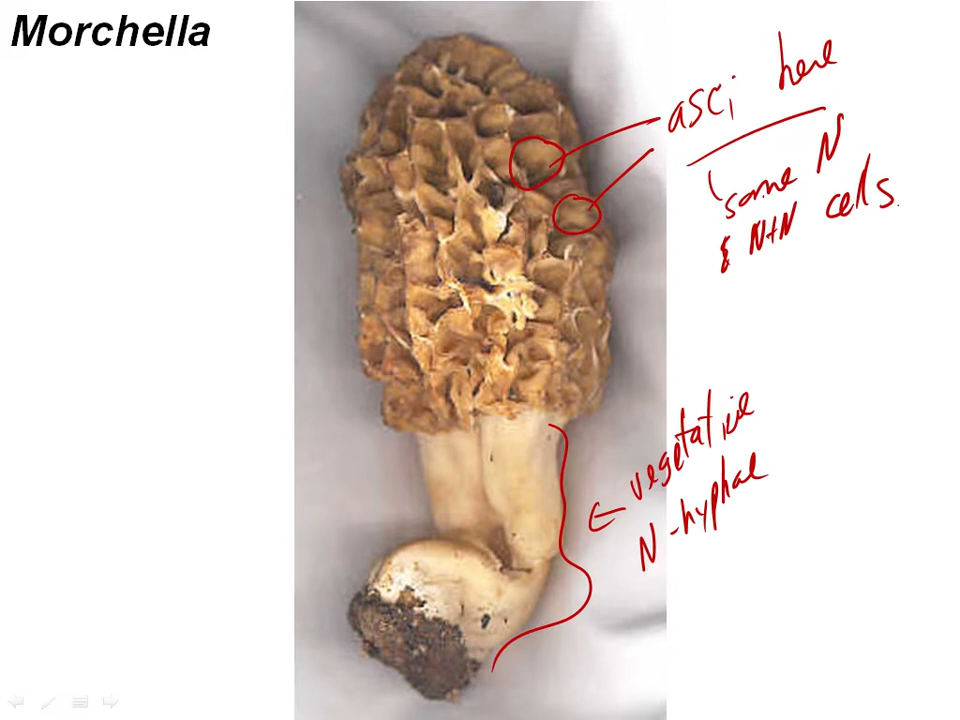 Morchella
asci here
some N
& N+N cells.
← vegetative
N-hyphae